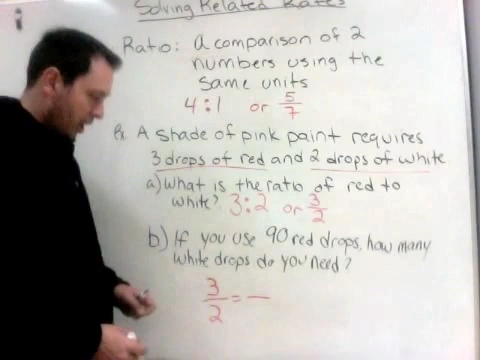 Solving Related Rates
Ratio: A comparison of 2
numbers using the
same units
4:1 or 5/7
Ex. A shade of pink paint requires
3 drops of red and 2 drops of white
a) What is the ratio of red to
white? 3:2 or 3/2
b) If you use 90 red drops, how many
white drops do you need?
3/2 = —